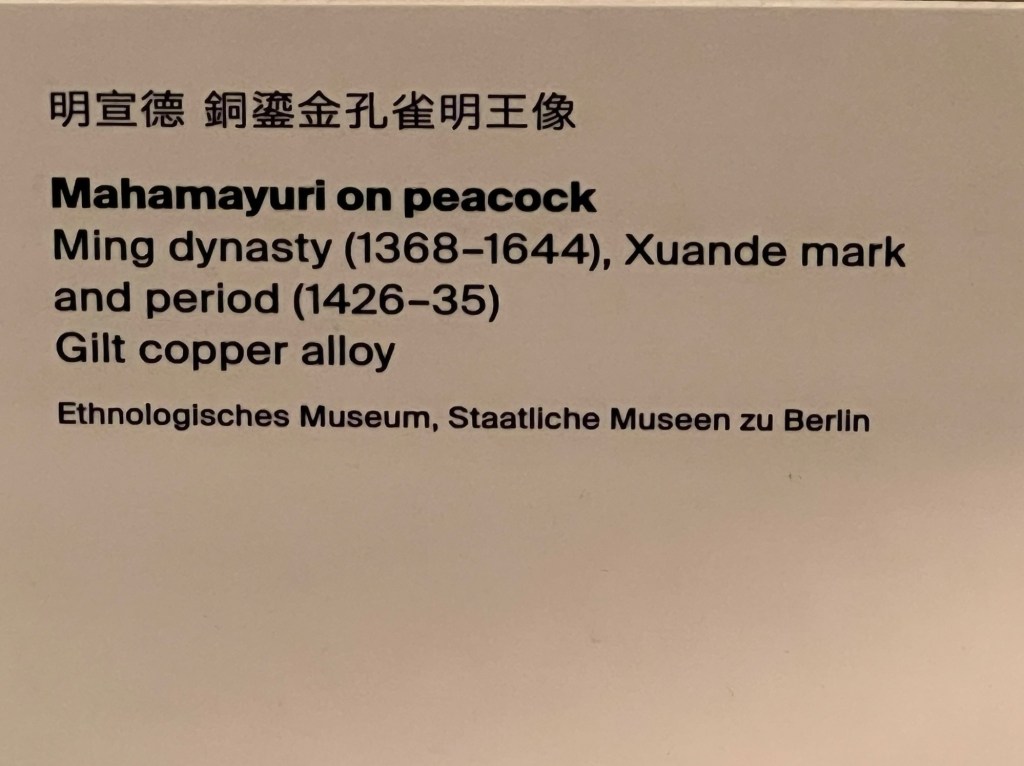 明宣德 銅鎏金孔雀明王像
Mahamayuri on peacock
Ming dynasty (1368–1644), Xuande mark
and period (1426–35)
Gilt copper alloy
Ethnologisches Museum, Staatliche Museen zu Berlin